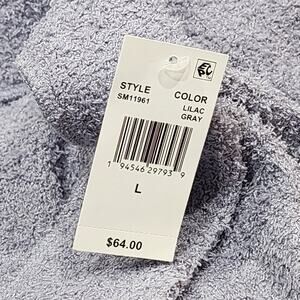 STYLE
SM11961
COLOR
LILAC
GRAY
1 94546 29793 9
L
$64.00